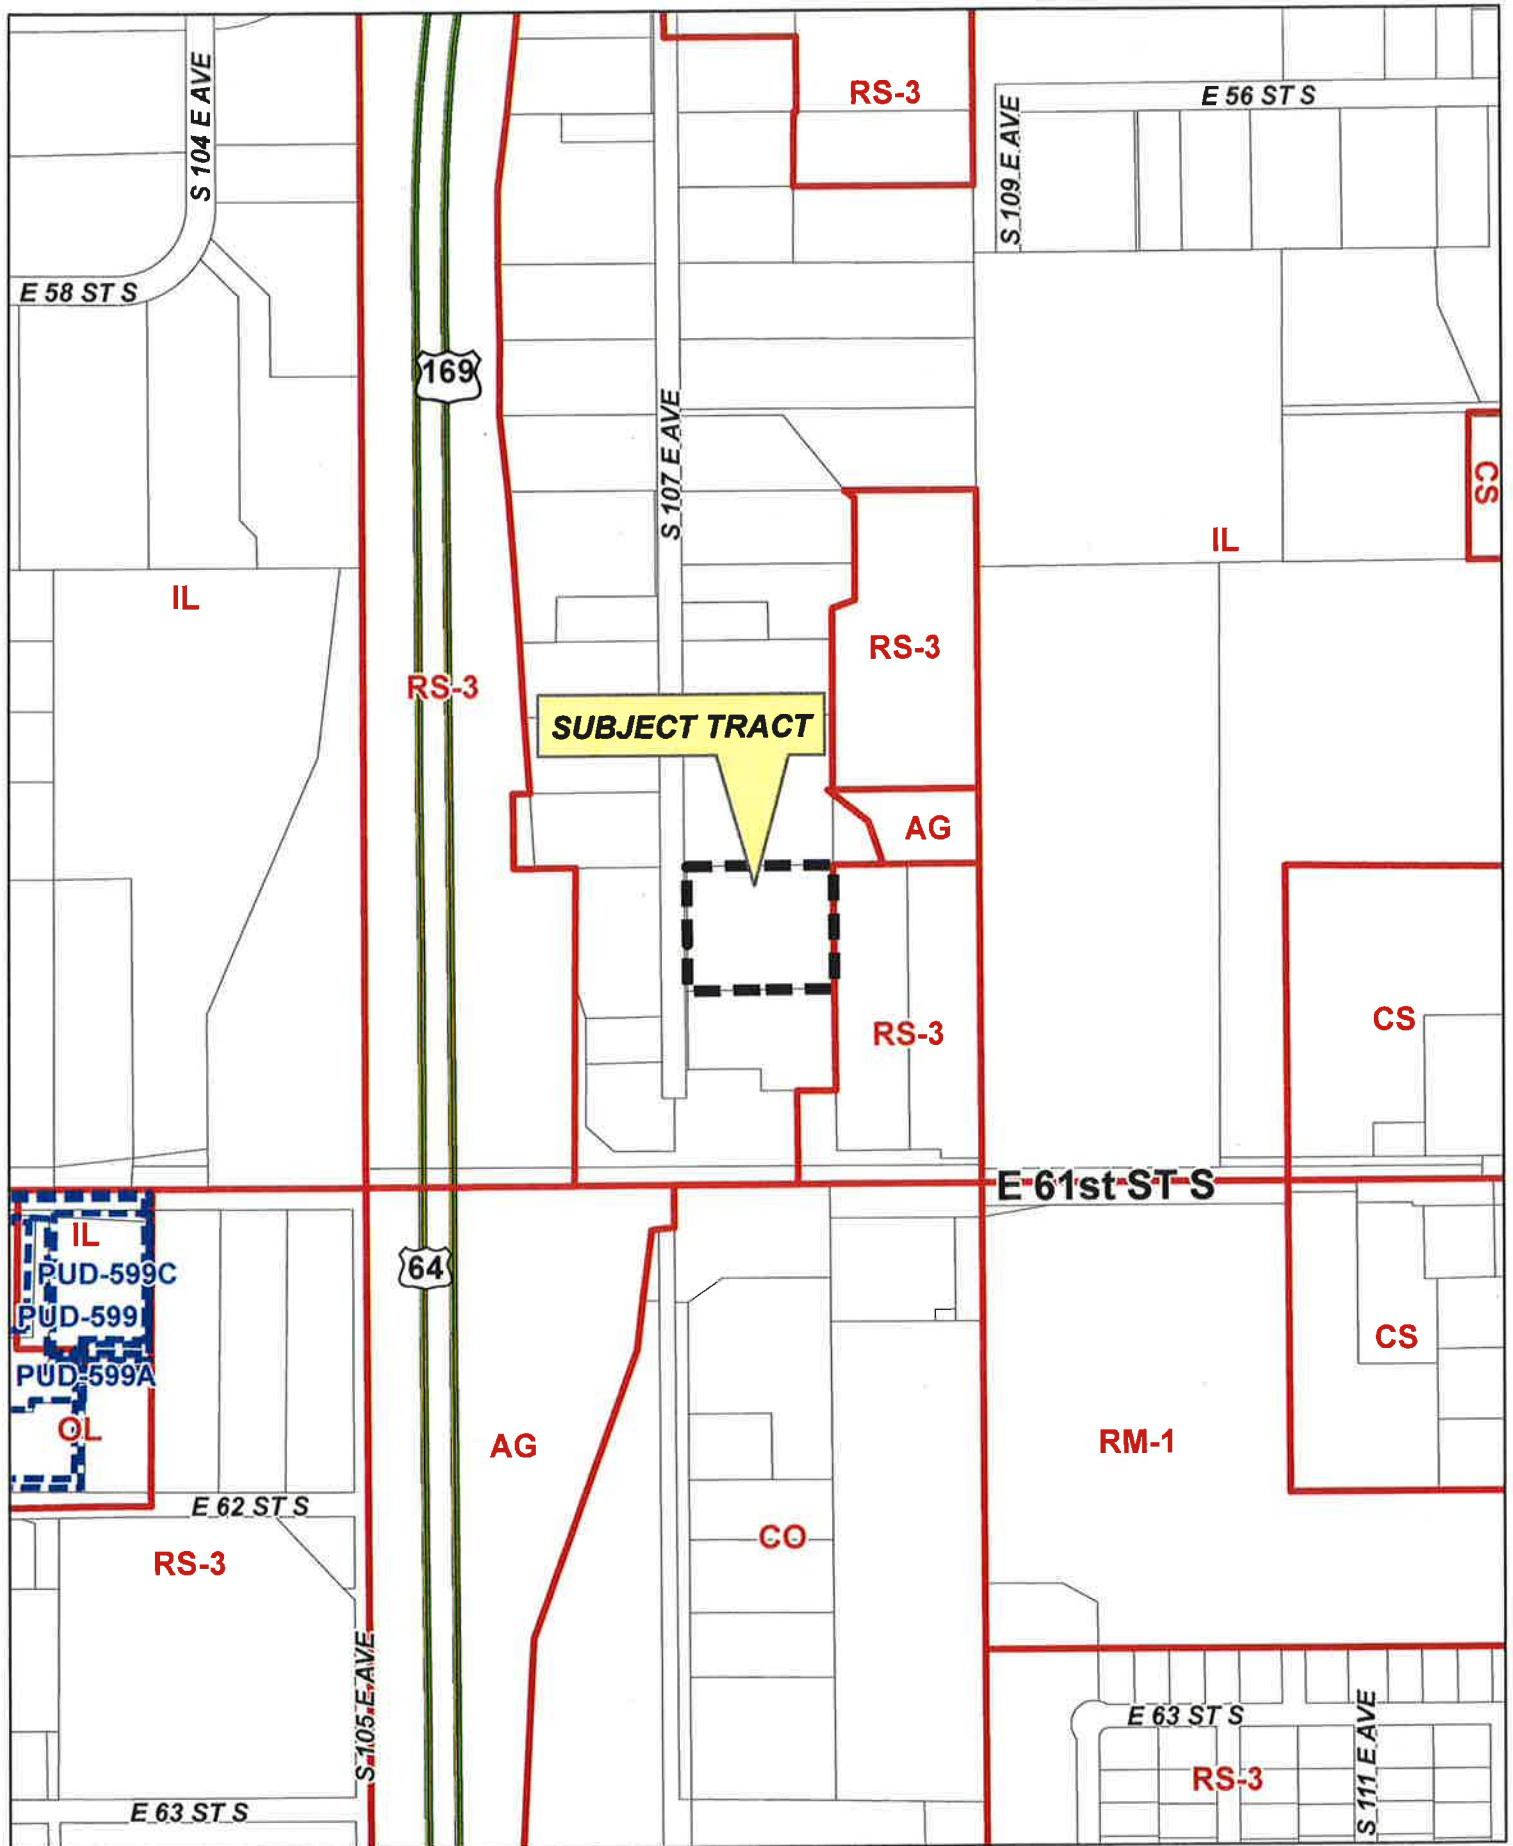 S 104 E AVE
RS-3
E 56 ST S
S 109 E AVE
E 58 ST S
169
S 107 E AVE
CS
IL
IL
RS-3
RS-3
SUBJECT TRACT
AG
CS
RS-3
E 61st ST S
IL
PUD-599C
64
PUD-599
PUD-599A
CS
OL
AG
RM-1
E 62 ST S
CO
RS-3
S 105 E AVE
E 63 ST S
S 111 E AVE
RS-3
E 63 ST S